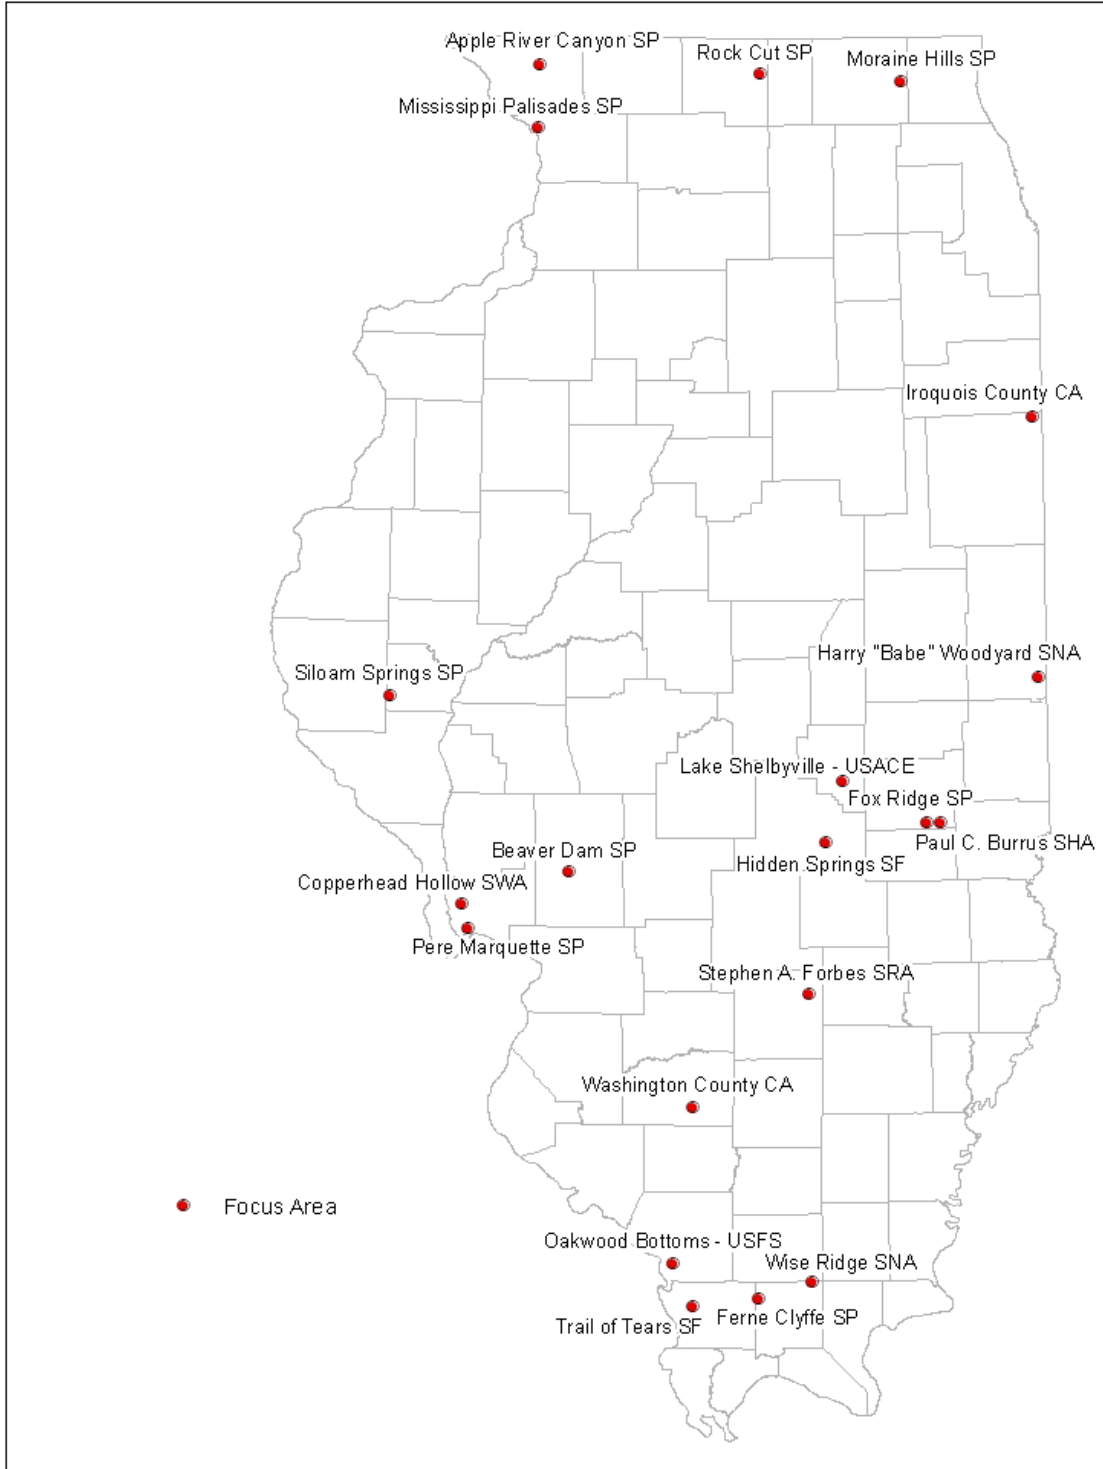 Apple River Canyon SP
Rock Cut SP
Moraine Hills SP
Mississippi Palisades SP
Iroquois County CA
Harry "Babe" Woodyard SNA
Siloam Springs SP
Lake Shelbyville - USACE
Fox Ridge SP
Paul C. Burrus SHA
Beaver Dam SP
Hidden Springs SF
Copperhead Hollow SWA
Pere Marquette SP
Stephen A. Forbes SRA
Washington County CA
Focus Area
Oakwood Bottoms - USFS
Wise Ridge SNA
Ferne Clyffe SP
Trail of Tears SF